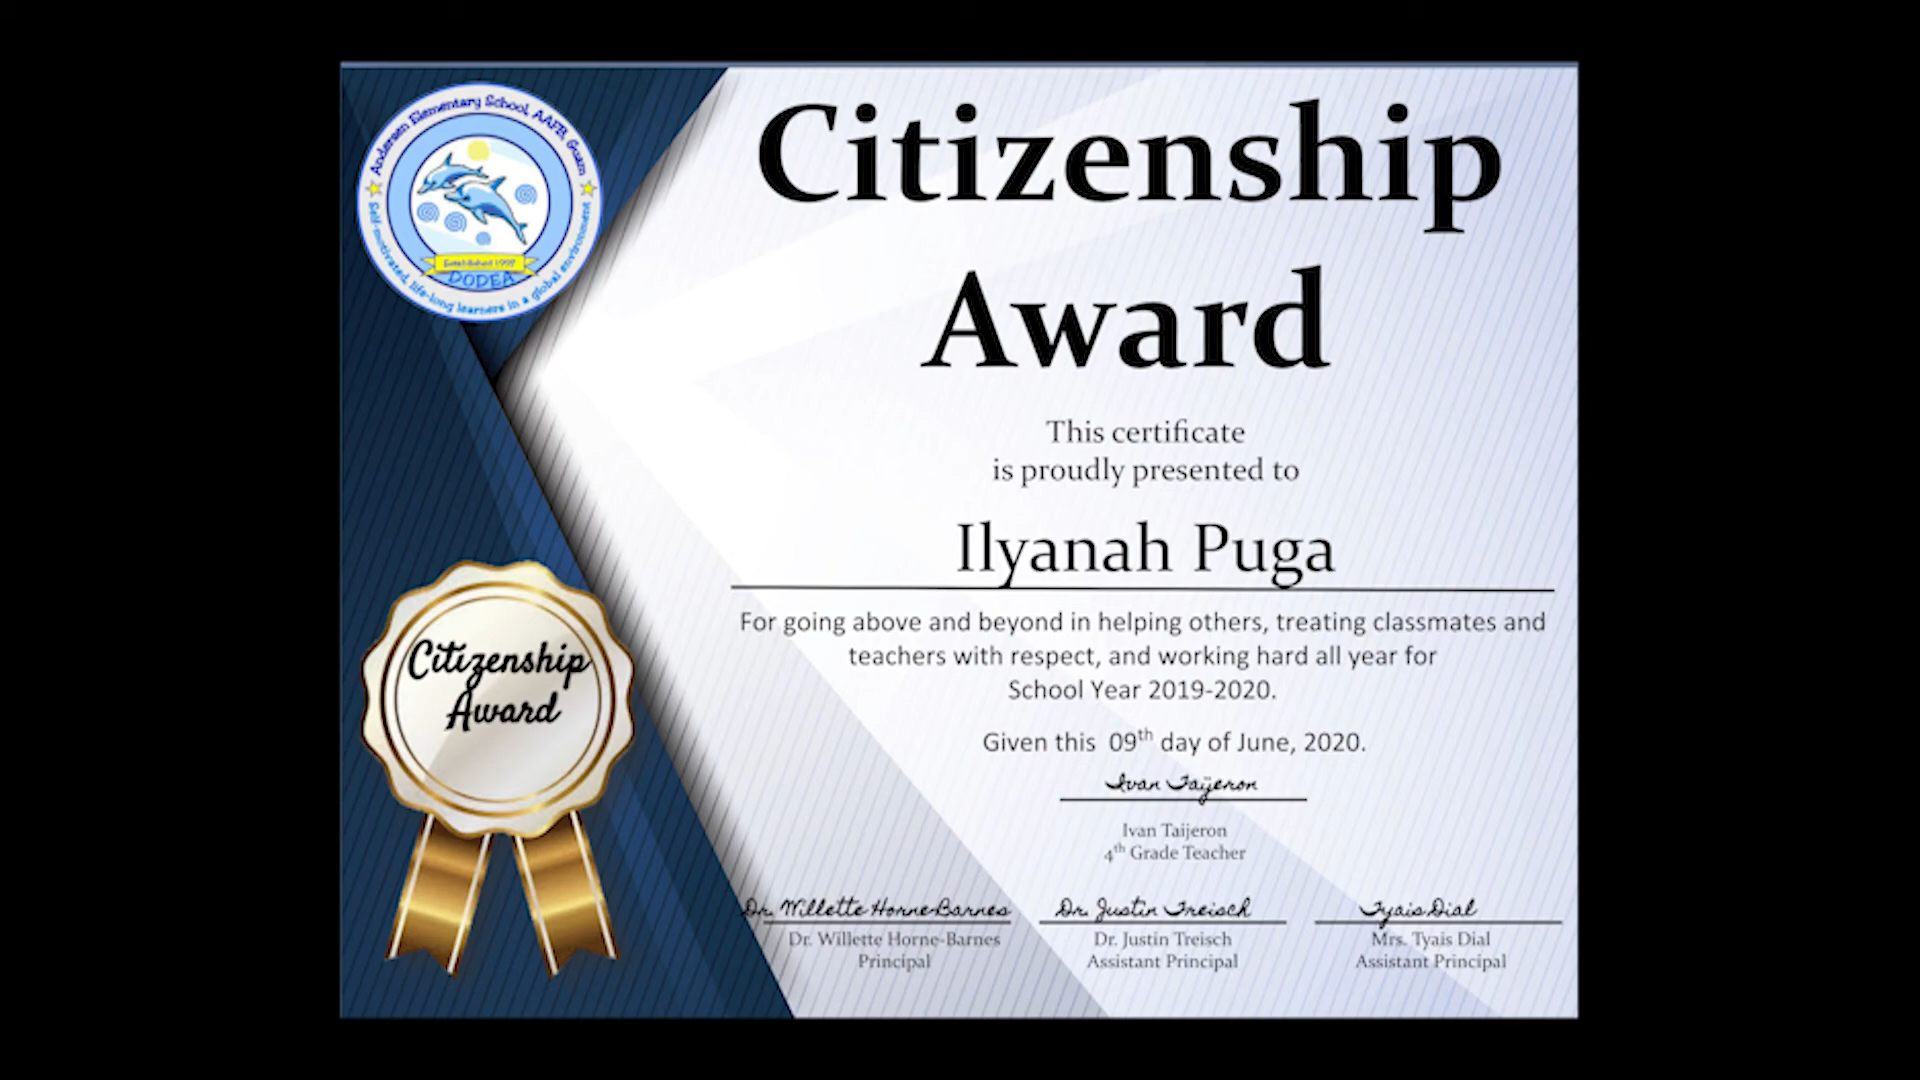 Andersen Elementary School, AAFB, Guam
Self-motivated, life-long learners in a global environment
Established 1997
DODEA
Citizenship
Award
This certificate
is proudly presented to
Ilyanah Puga
For going above and beyond in helping others, treating classmates and
teachers with respect, and working hard all year for
School Year 2019-2020.
Given this 09th day of June, 2020.
Ivan Taijeron
Ivan Taijeron
4th Grade Teacher
Citizenship
Award
Dr. Willette Horne-Barnes
Dr. Willette Horne-Barnes
Principal
Dr. Justin Treisch
Dr. Justin Treisch
Assistant Principal
Tyais Dial
Mrs. Tyais Dial
Assistant Principal